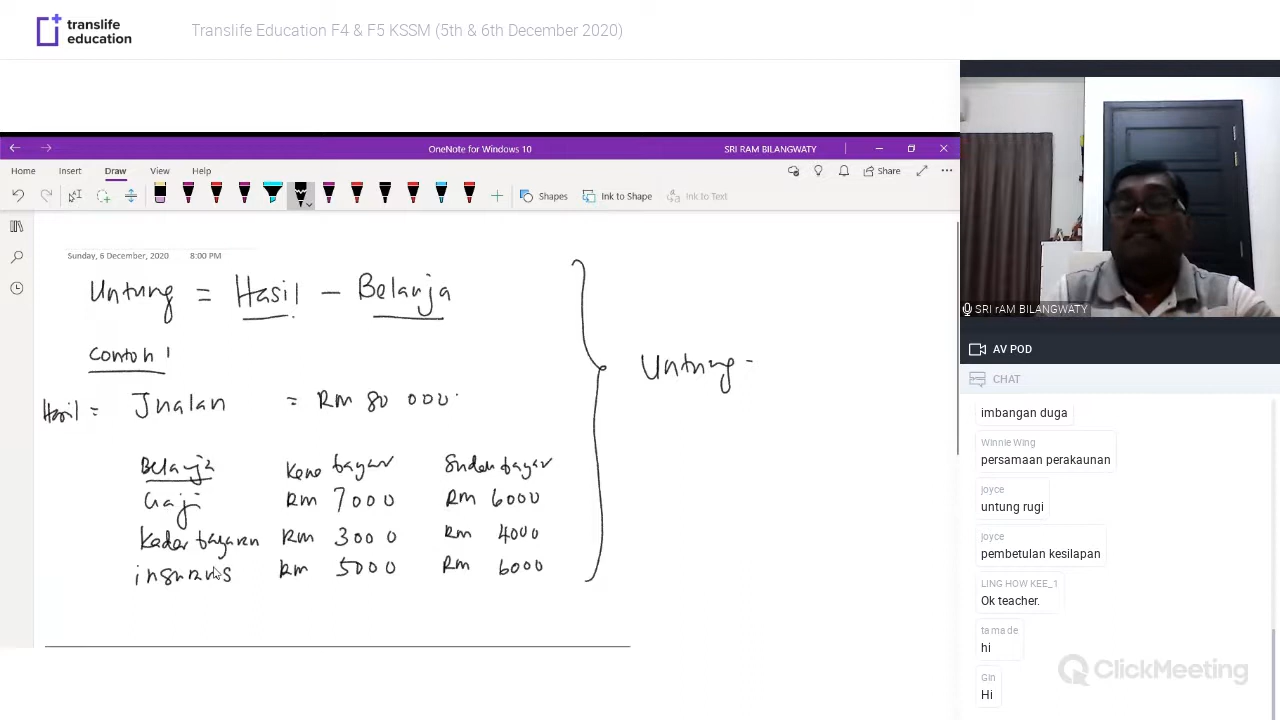 translife
education
Translife Education F4 & F5 KSSM (5th & 6th December 2020)
OneNote for Windows 10
SRI RAM BILANGWATY
Home
Insert
Draw
View
Help
Share
Shapes
Ink to Shape
Ink to Text
Sunday, 6 December, 2020 8:00 PM
Untung = Hasil - Belanja
Contoh 1
Hasil = Jualan = RM 80 000
Untung =
Belanja Kena bayar Sudah bayar
Gaji RM 7000 RM 6000
Kadar bayaran RM 3000 RM 4000
insurans RM 5000 RM 6000
SRI rAM BILANGWATY
AV POD
CHAT
imbangan duga
Winnie Wing
persamaan perakaunan
joyce
untung rugi
joyce
pembetulan kesilapan
LING HOW KEE_1
Ok teacher.
tamade
hi
Gin
Hi
ClickMeeting